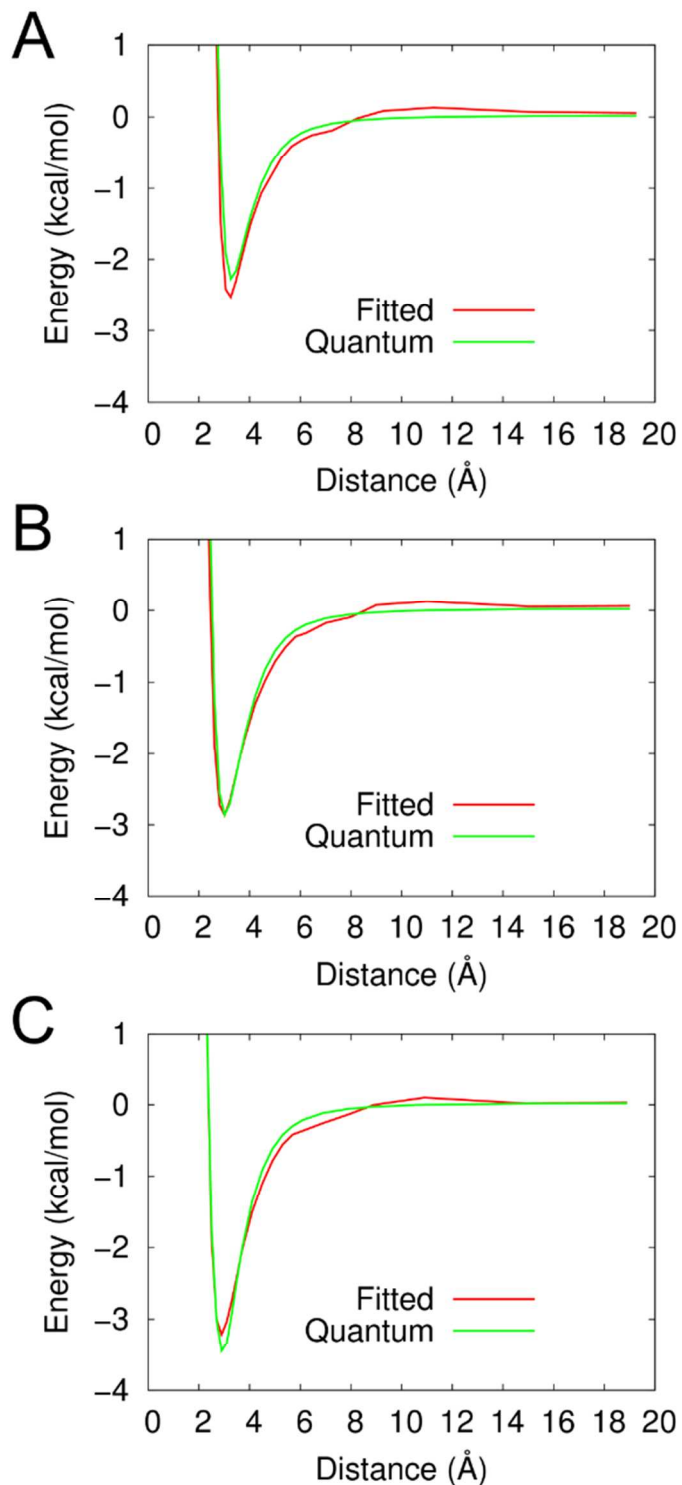 A
1
0
−1
−2
−3
−4
Energy (kcal/mol)
Fitted
Quantum
0 2 4 6 8 10 12 14 16 18 20
Distance (Å)
B
1
0
−1
−2
−3
−4
Energy (kcal/mol)
Fitted
Quantum
0 2 4 6 8 10 12 14 16 18 20
Distance (Å)
C
1
0
−1
−2
−3
−4
Energy (kcal/mol)
Fitted
Quantum
0 2 4 6 8 10 12 14 16 18 20
Distance (Å)